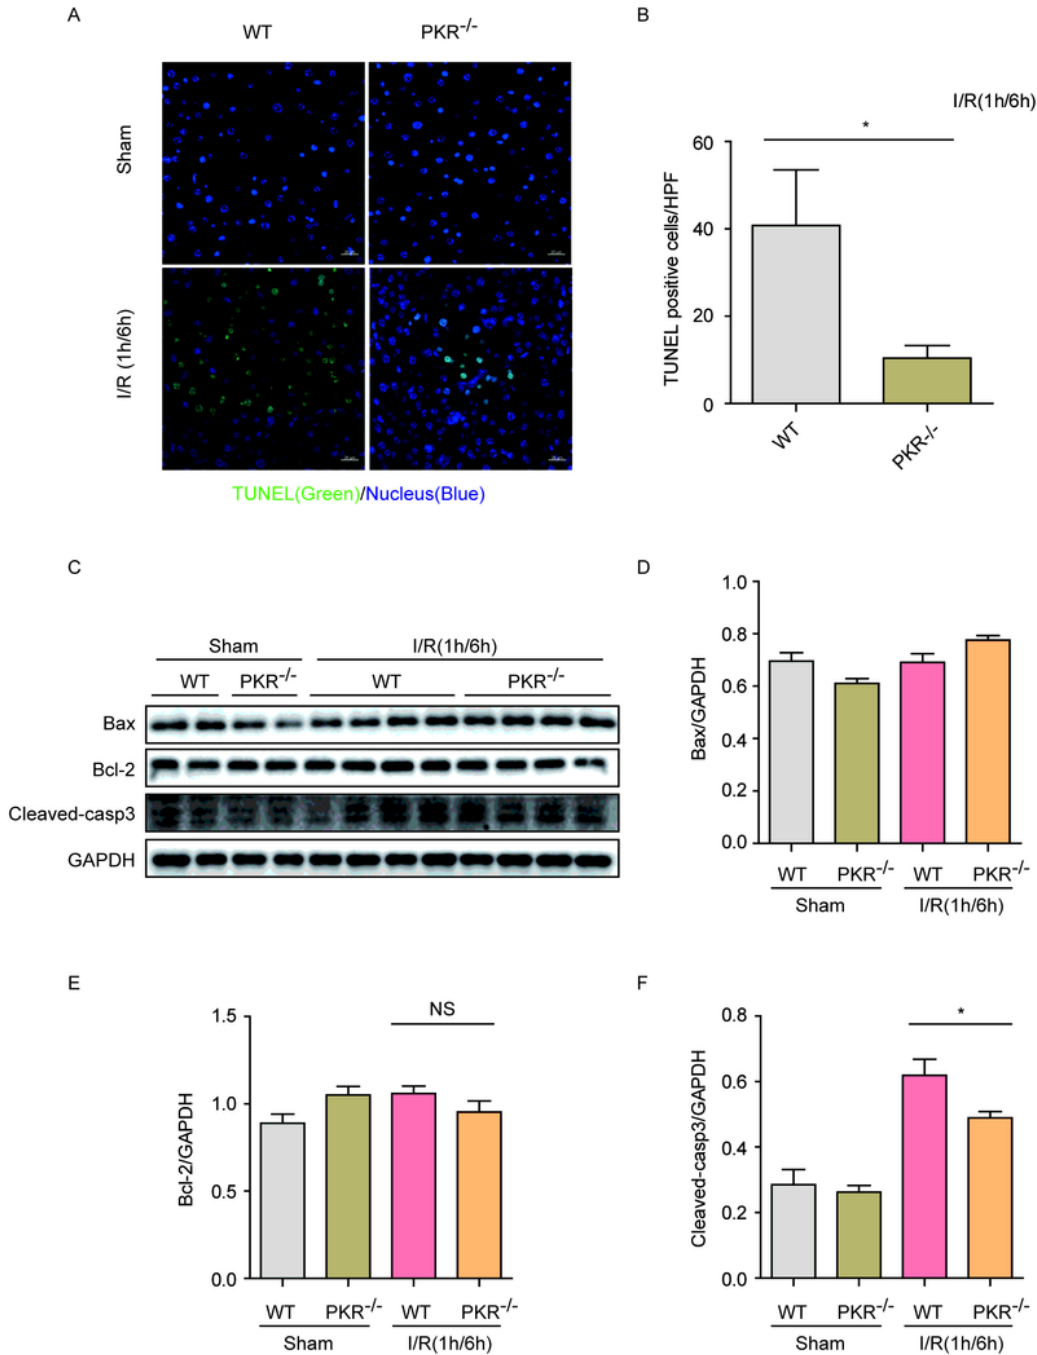 A
WT PKR-/-
Sham
I/R (1h/6h)
TUNEL(Green)/Nucleus(Blue)
B
I/R(1h/6h)
*
TUNEL positive cells/HPF
60
40
20
0
WT PKR-/-
C
Sham I/R(1h/6h)
WT PKR-/- WT PKR-/-
Bax
Bcl-2
Cleaved-casp3
GAPDH
D
Bax/GAPDH
1.0
0.8
0.6
0.4
0.2
0.0
WT PKR-/- WT PKR-/-
Sham I/R(1h/6h)
E
NS
Bcl-2/GAPDH
1.5
1.0
0.5
0.0
WT PKR-/- WT PKR-/-
Sham I/R(1h/6h)
F
*
Cleaved-casp3/GAPDH
0.8
0.6
0.4
0.2
0.0
WT PKR-/- WT PKR-/-
Sham I/R(1h/6h)